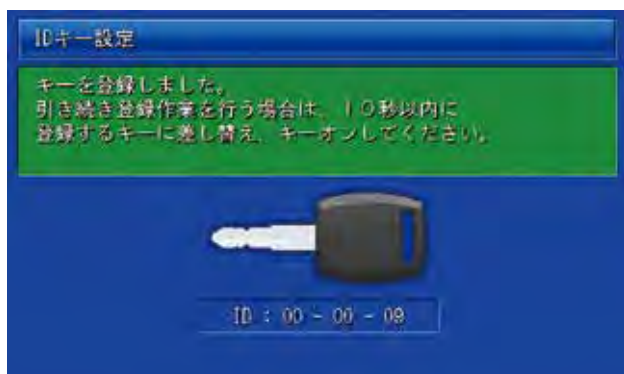 IDキー設定
キーを登録しました。
引き続き登録作業を行う場合は、10秒以内に
登録するキーに差し替え、キーオンしてください。
ID : 00 - 00 - 09